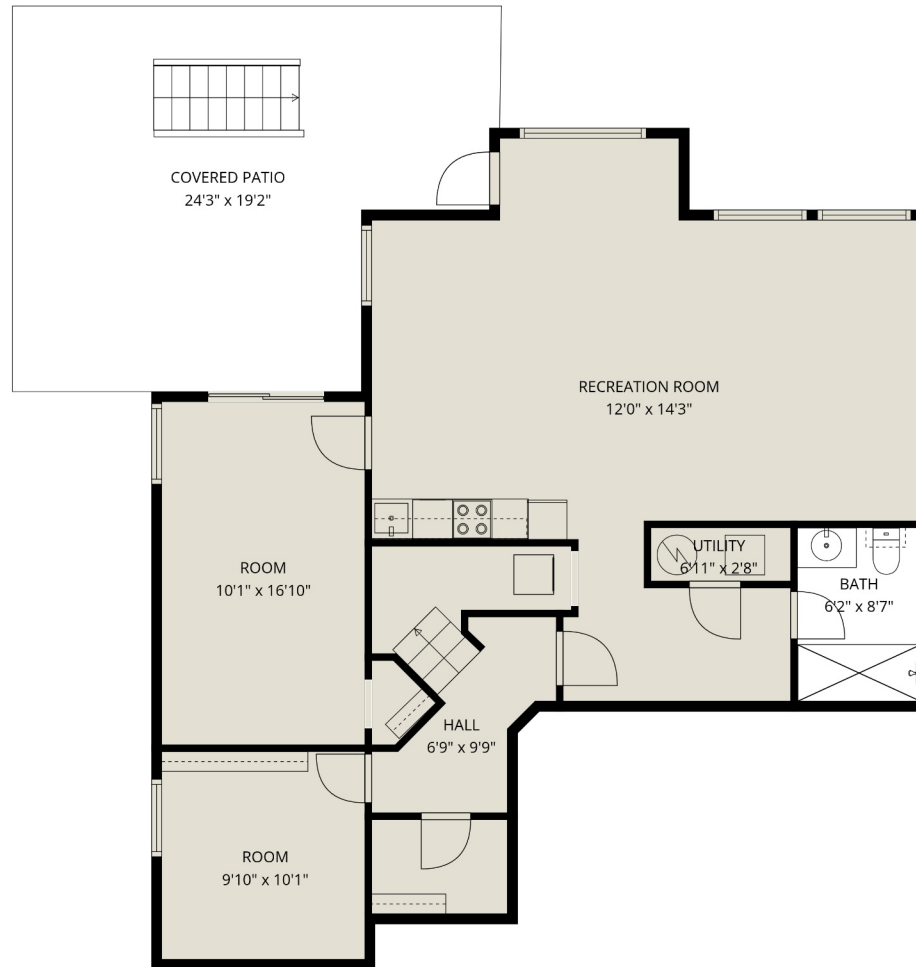 COVERED PATIO
24'3" x 19'2"
RECREATION ROOM
12'0" x 14'3"
UTILITY
6'11" x 2'8"
BATH
6'2" x 8'7"
ROOM
10'1" x 16'10"
HALL
6'9" x 9'9"
ROOM
9'10" x 10'1"